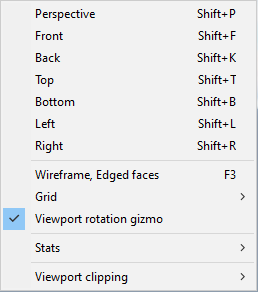 Perspective Shift+P
Front Shift+F
Back Shift+K
Top Shift+T
Bottom Shift+B
Left Shift+L
Right Shift+R
Wireframe, Edged faces F3
Grid
Viewport rotation gizmo
Stats
Viewport clipping